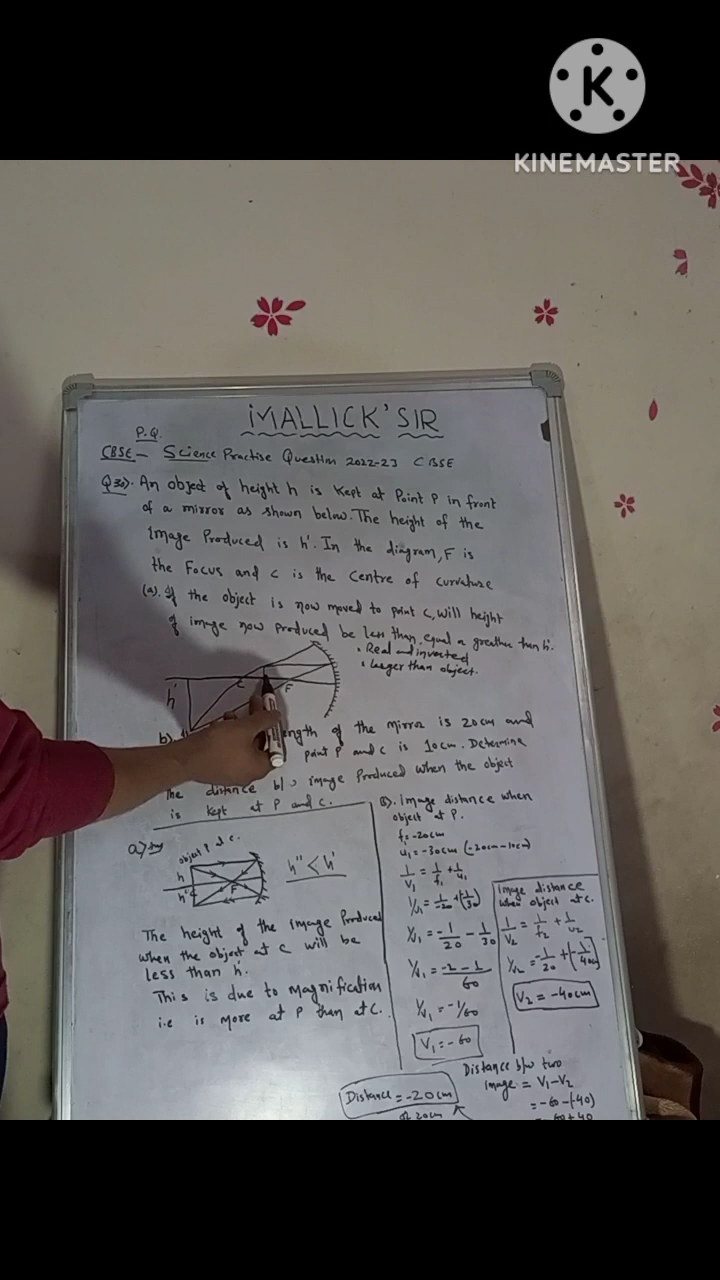 K
KINEMASTER
MALLICK'SIR
P.Q.
CBSE- Science Practise Question 2022-23 CBSE
Q30). An object of height h is kept at Point P in front
of a mirror as shown below. The height of the
Image Produced is h'. In the diagram, F is
the Focus and C is the Centre of curvature
(a). If the object is now moved to point C, will height
of image now produced be less than, equal or greater than h'.
• Real and inverted
• Larger than object.
h'
C
F
b).
length of the mirror is 20cm and
point P and C is 10cm. Determine
The distance b/w image Produced when the object
is kept at P and C.
a)
object P at C.
h
h" C
F
h" < h'
The height of the image Produced
when the object at C will be
less than h'.
This is due to magnification
i.e is more at P than at C.
B). Image distance when
object at P.
f₁=-20cm
u₁=-30cm (-20cm-10cm)
1/V₁ = 1/f₁ + 1/u₁
1/V₁ = 1/-20 + (-1/30)
1/V₁ = -1/20 - 1/30
1/V₁ = -2-1/60
1/V₁ = -1/60
V₁ = -60
Image distance
when object at C.
1/V₂ = 1/f₂ + 1/u₂
1/V₂ = -1/20 + (-1/40)
V₂ = -40cm
Distance b/w two
image = V₁-V₂
= -60-(-40)
= -60+40
Distance = -20cm
or 20cm